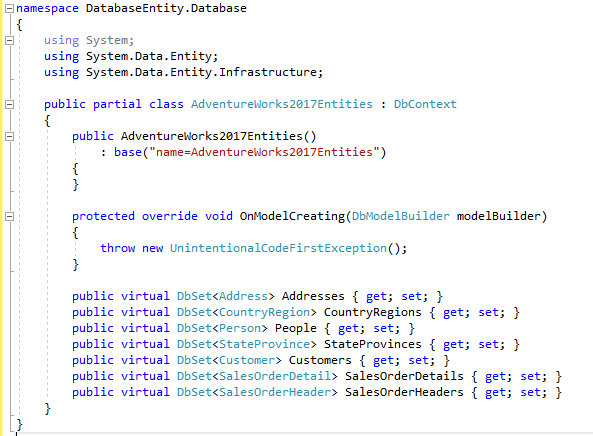 namespace DatabaseEntity.Database
{
    using System;
    using System.Data.Entity;
    using System.Data.Entity.Infrastructure;

    public partial class AdventureWorks2017Entities : DbContext
    {
        public AdventureWorks2017Entities()
            : base("name=AdventureWorks2017Entities")
        {
        }

        protected override void OnModelCreating(DbModelBuilder modelBuilder)
        {
            throw new UnintentionalCodeFirstException();
        }

        public virtual DbSet<Address> Addresses { get; set; }
        public virtual DbSet<CountryRegion> CountryRegions { get; set; }
        public virtual DbSet<Person> People { get; set; }
        public virtual DbSet<StateProvince> StateProvinces { get; set; }
        public virtual DbSet<Customer> Customers { get; set; }
        public virtual DbSet<SalesOrderDetail> SalesOrderDetails { get; set; }
        public virtual DbSet<SalesOrderHeader> SalesOrderHeaders { get; set; }
    }
}